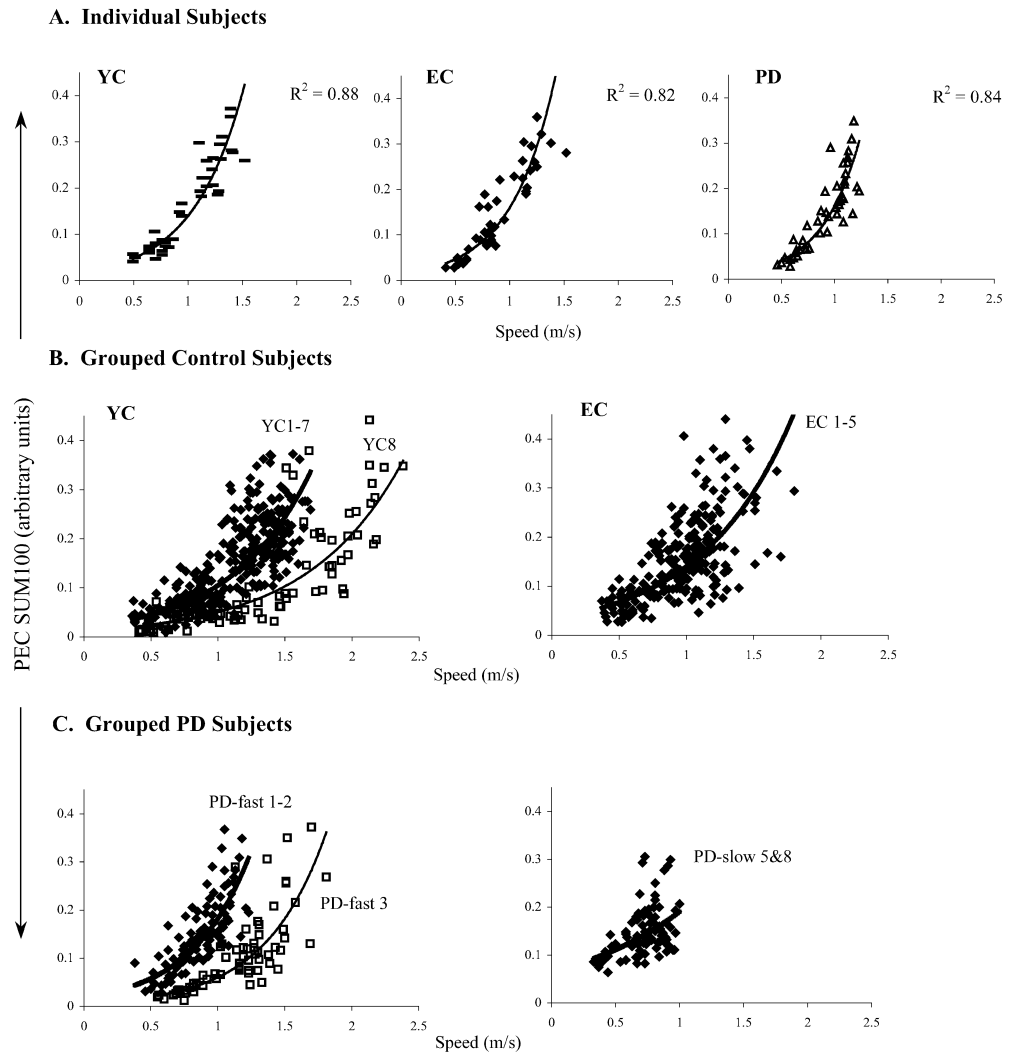 A. Individual Subjects
YC
R² = 0.88
0.4
0.3
0.2
0.1
0
0 0.5 1 1.5 2 2.5
EC
R² = 0.82
0.4
0.3
0.2
0.1
0
0 0.5 1 1.5 2 2.5
PD
R² = 0.84
0.4
0.3
0.2
0.1
0
0 0.5 1 1.5 2 2.5
Speed (m/s)
PEC SUM100 (arbitrary units)
B. Grouped Control Subjects
YC
YC1-7
YC8
0.4
0.3
0.2
0.1
0
0 0.5 1 1.5 2 2.5
EC
EC 1-5
0.4
0.3
0.2
0.1
0
0 0.5 1 1.5 2 2.5
Speed (m/s)
C. Grouped PD Subjects
PD-fast 1-2
PD-fast 3
0.4
0.3
0.2
0.1
0
0 0.5 1 1.5 2 2.5
PD-slow 5&8
0.4
0.3
0.2
0.1
0
0 0.5 1 1.5 2 2.5
Speed (m/s)